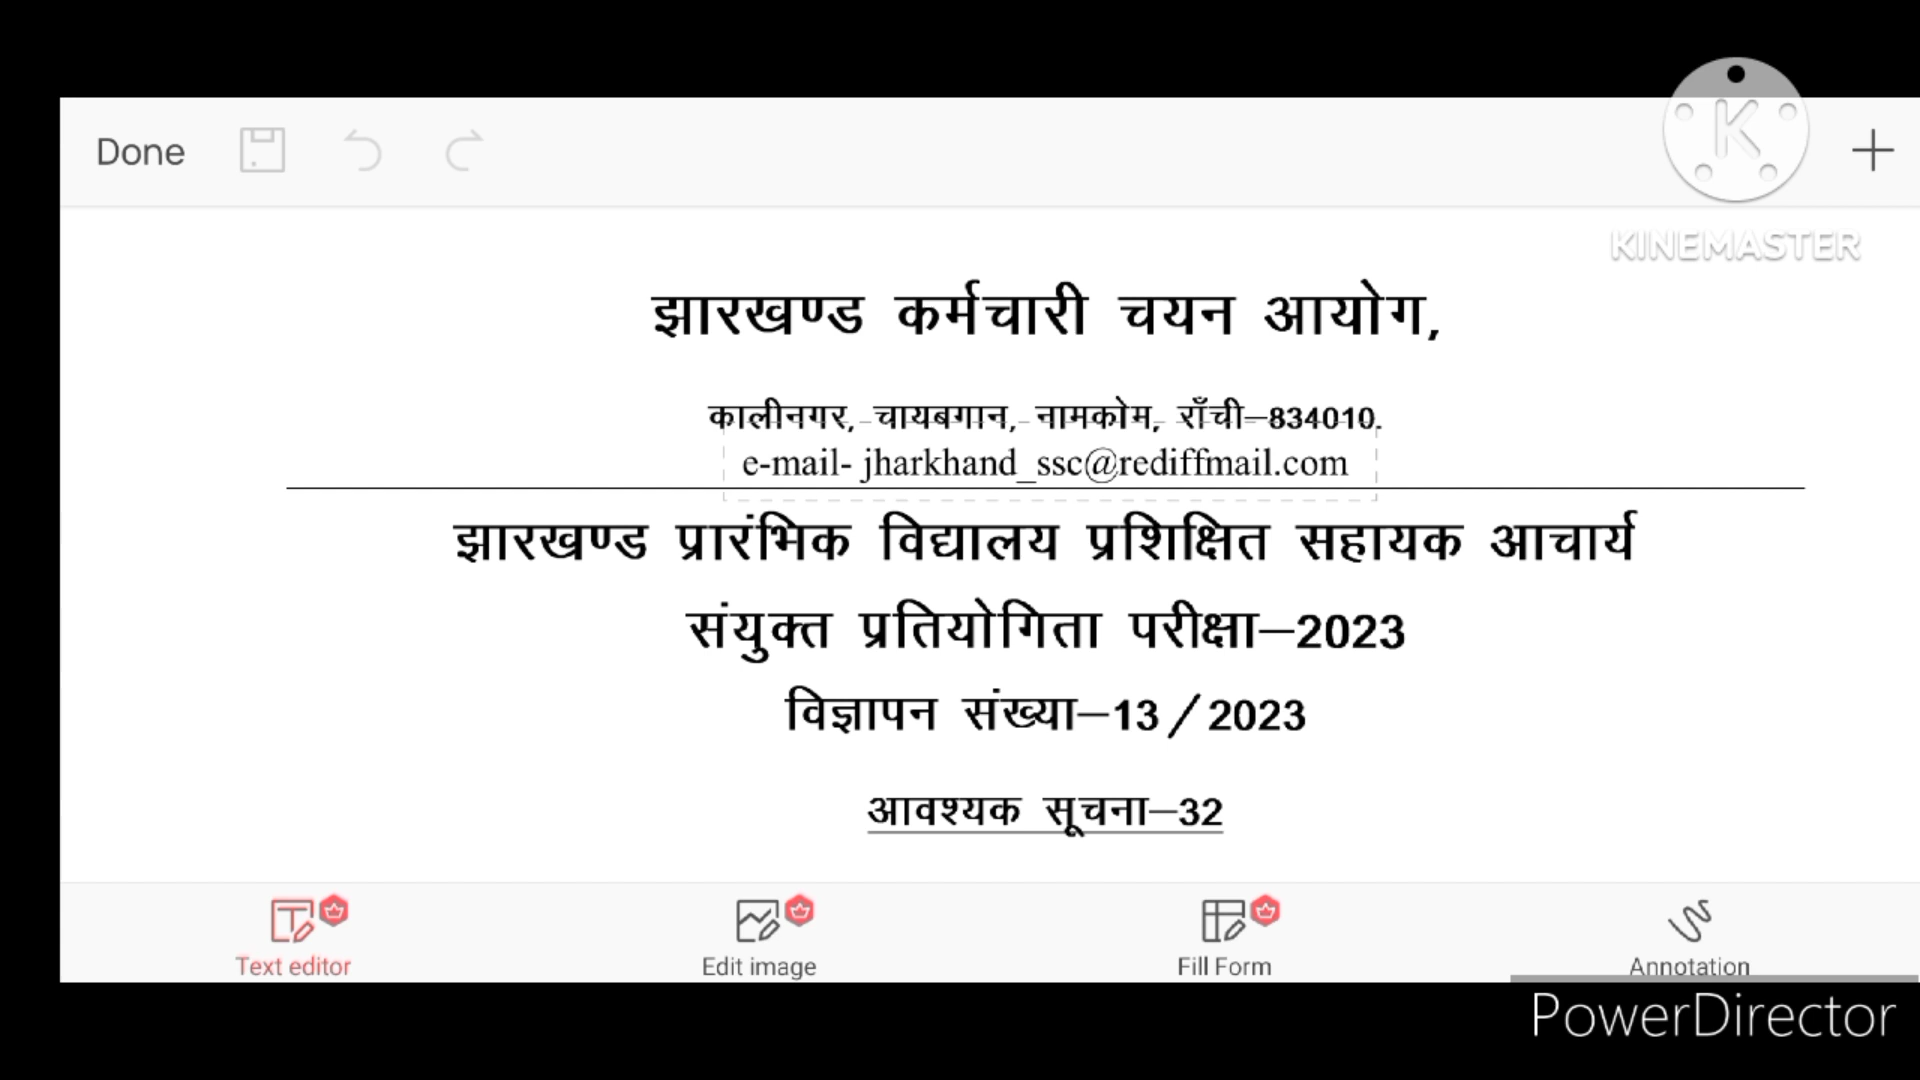 Done
K
KINEMASTER
झारखण्ड कर्मचारी चयन आयोग,
कालीनगर, चायबगान, नामकोम, राँची–834010.
e-mail- jharkhand_ssc@rediffmail.com
झारखण्ड प्रारंभिक विद्यालय प्रशिक्षित सहायक आचार्य
संयुक्त प्रतियोगिता परीक्षा–2023
विज्ञापन संख्या–13/2023
आवश्यक सूचना–32
Text editor
Edit image
Fill Form
Annotation
PowerDirector